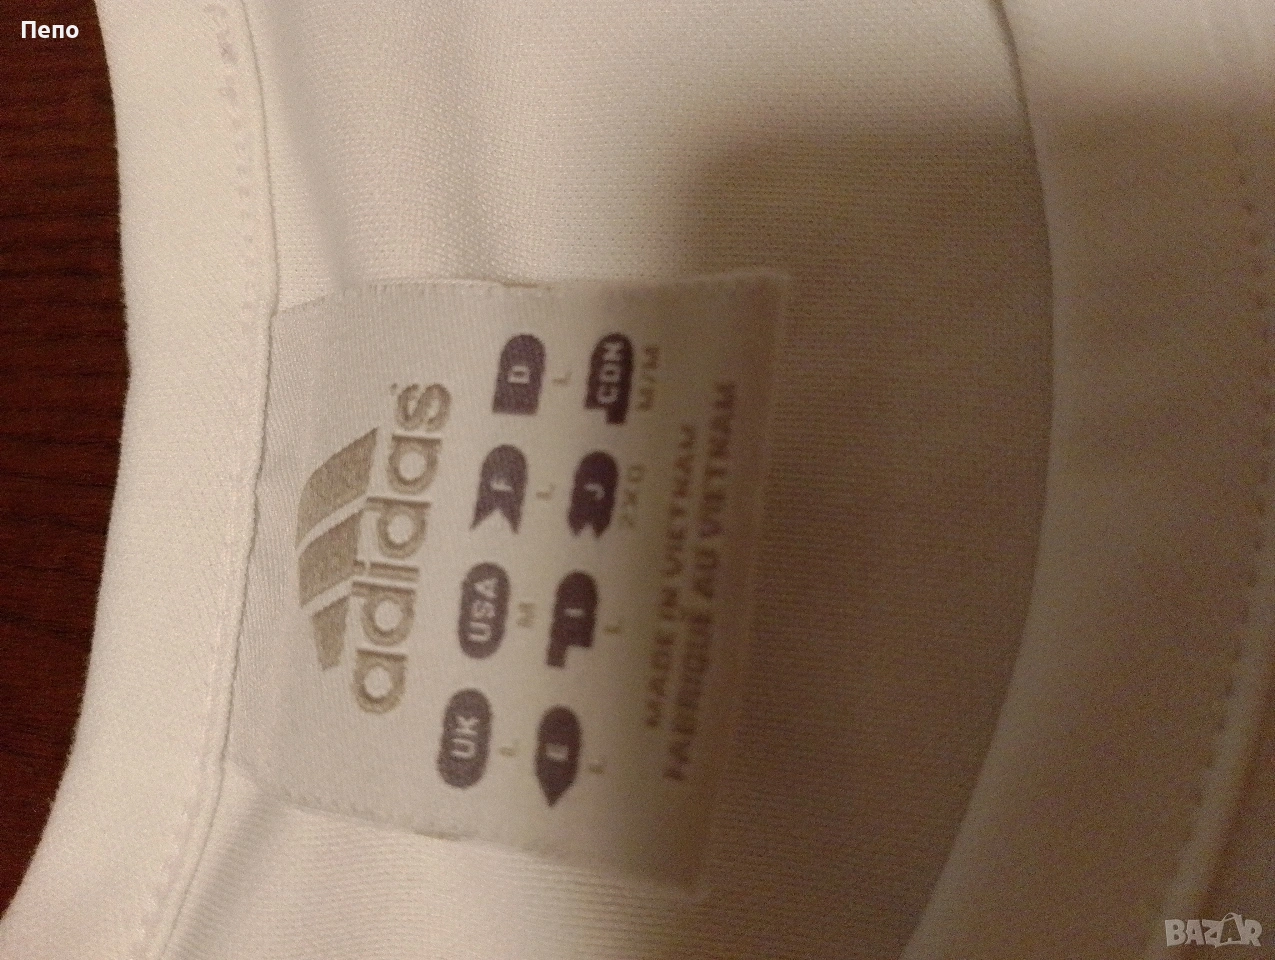 Пепо
adidas
UK USA F D
L M L L
E I J CDN
L L 2XO M/M
MADE IN VIETNAM
FABRIQUÉ AU VIETNAM
BAZAR